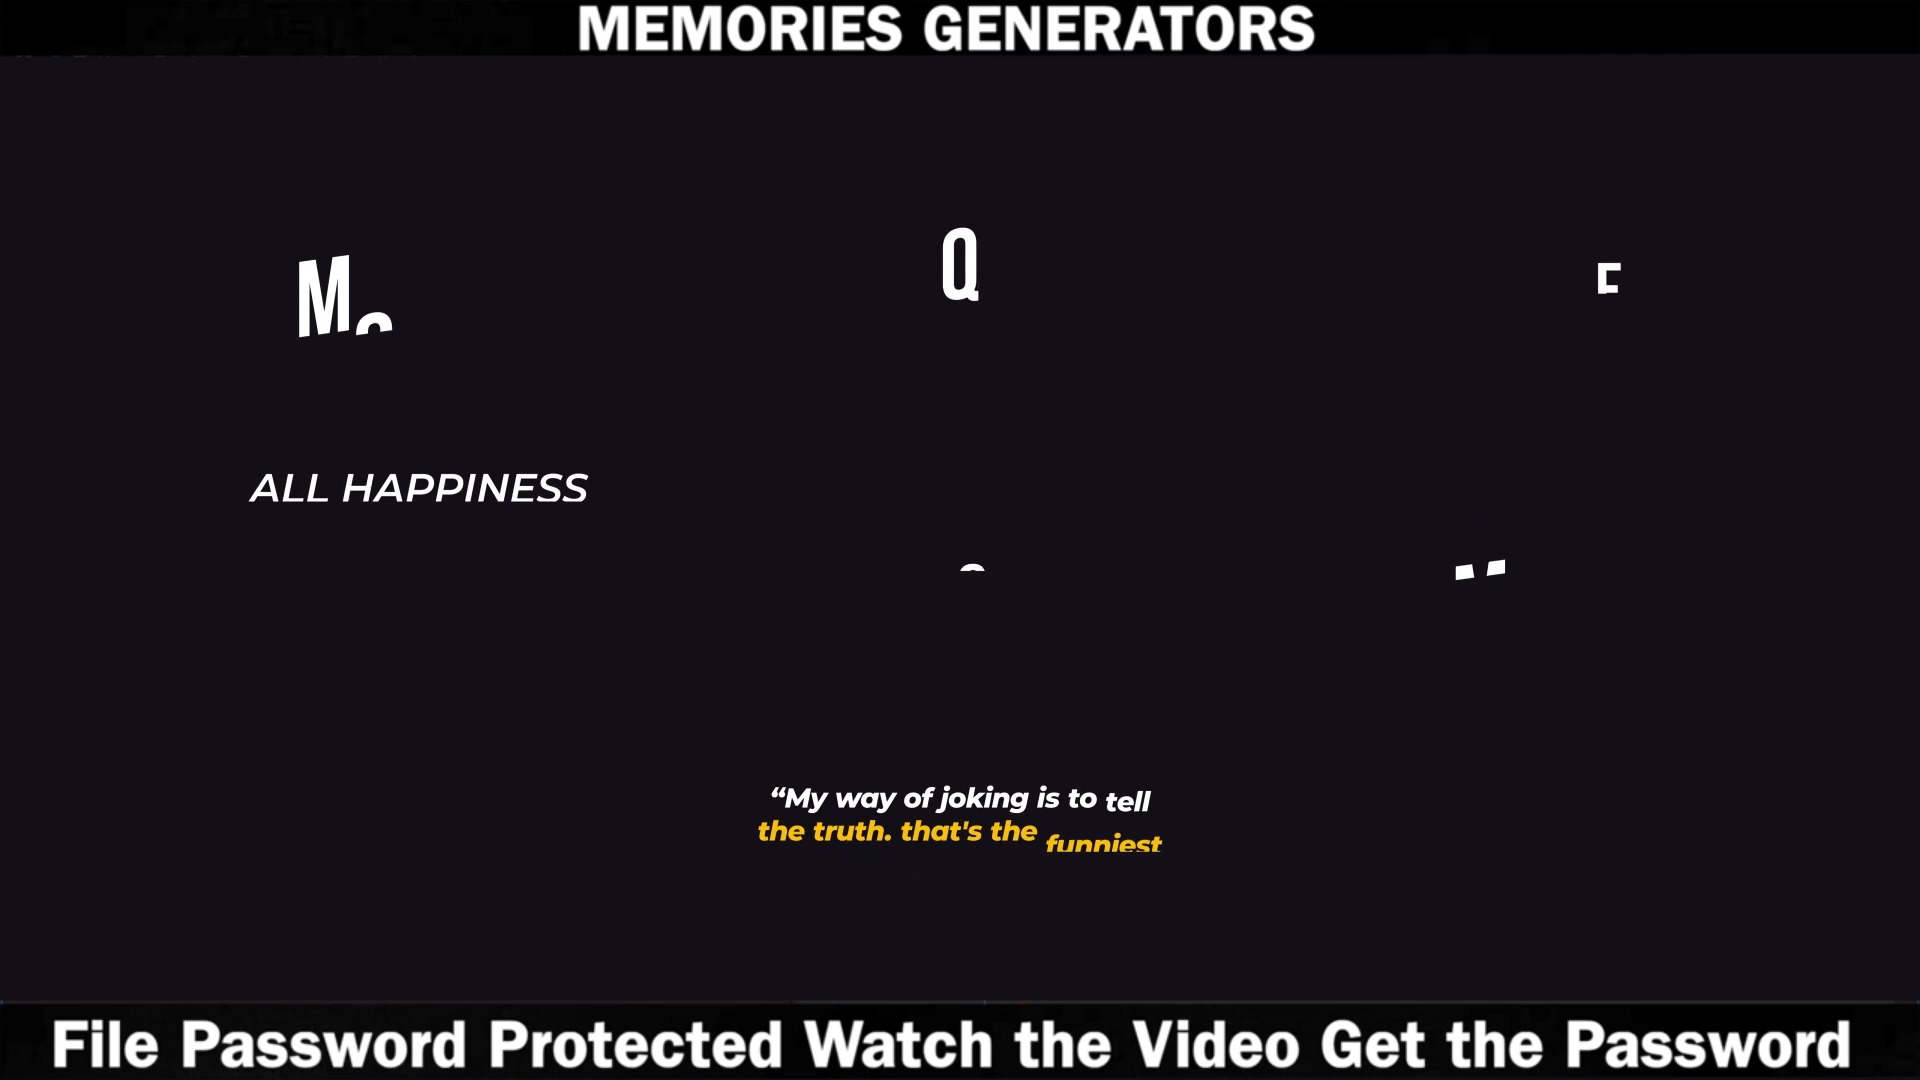 MEMORIES GENERATORS
M
Q
ALL HAPPINESS
“My way of joking is to tell
the truth. that's the funniest
File Password Protected Watch the Video Get the Password